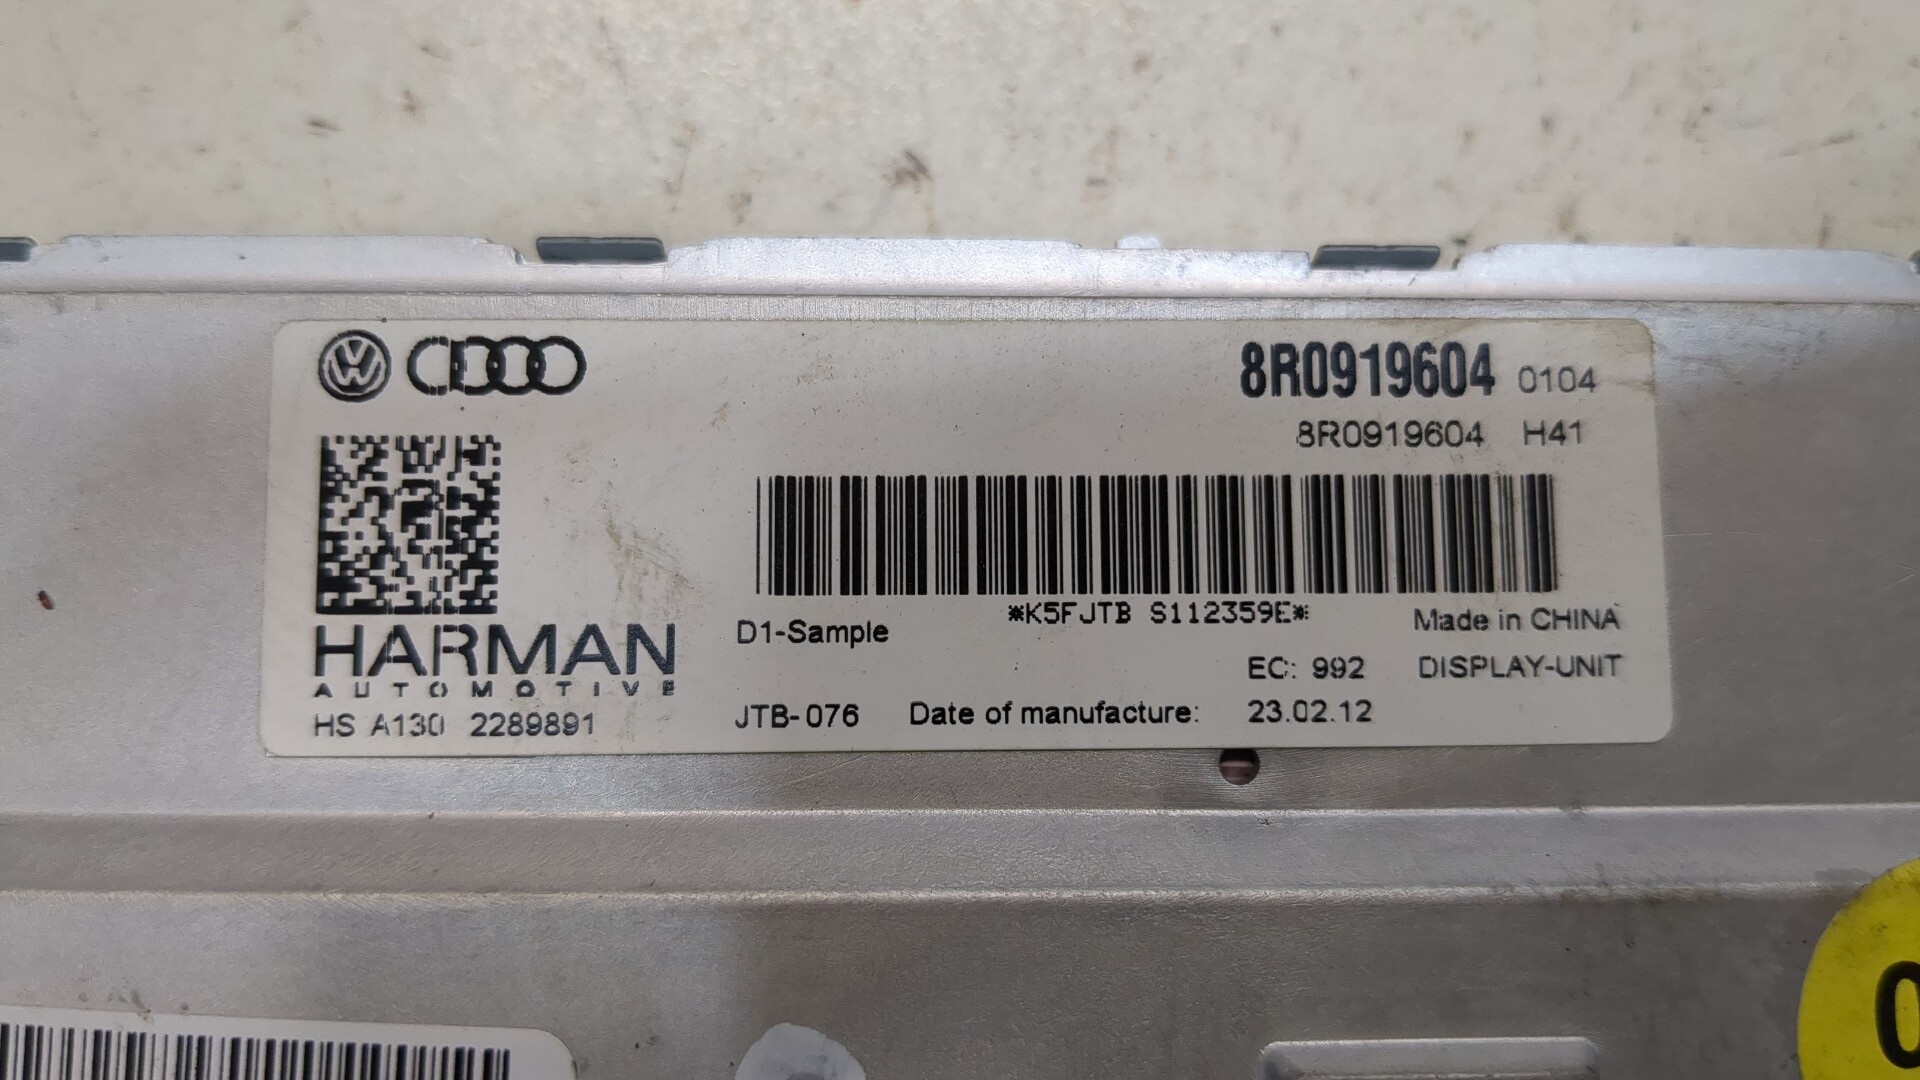 8R0919604 0104
8R0919604 H41
*K5FJTB S112359E*
D1-Sample
Made in CHINA
HARMAN
AUTOMOTIVE
EC: 992 DISPLAY-UNIT
HS A130 2289891
JTB-076 Date of manufacture: 23.02.12
0